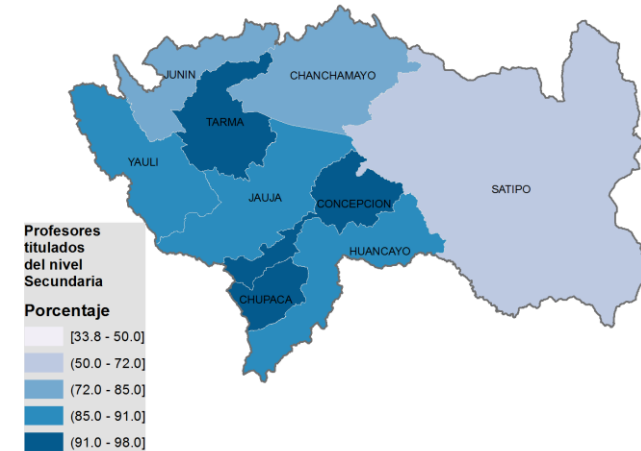 JUNIN
CHANCHAMAYO
TARMA
YAULI
JAUJA
CONCEPCION
SATIPO
HUANCAYO
CHUPACA
Profesores
titulados
del nivel
Secundaria
Porcentaje
[33.8 - 50.0]
(50.0 - 72.0]
(72.0 - 85.0]
(85.0 - 91.0]
(91.0 - 98.0]